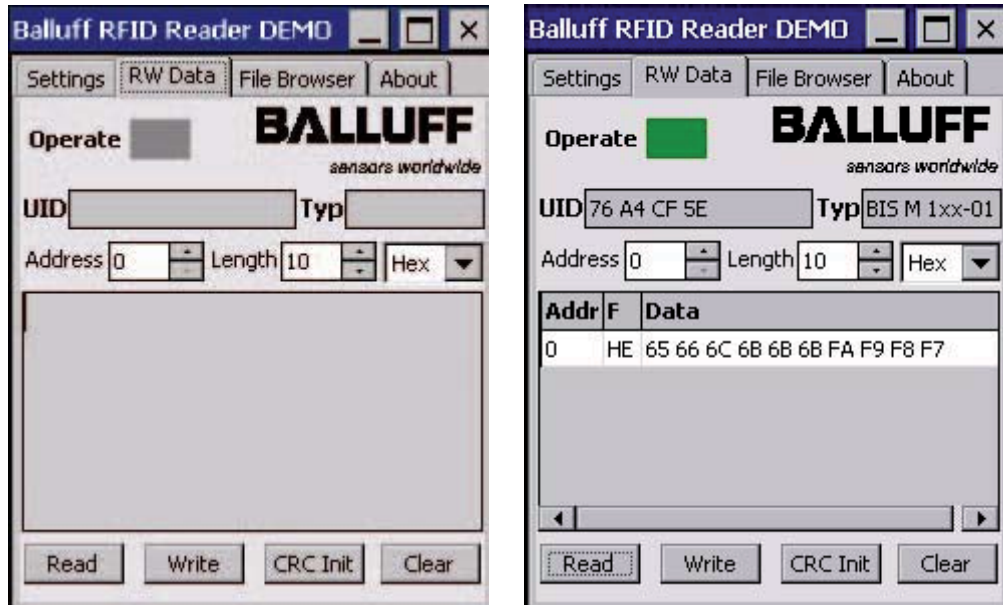 Balluff RFID Reader DEMO
Settings RW Data File Browser About
Operate
BALLUFF
sensors worldwide
UID Typ
Address 0 Length 10 Hex
Read Write CRC Init Clear
Balluff RFID Reader DEMO
Settings RW Data File Browser About
Operate
BALLUFF
sensors worldwide
UID 76 A4 CF 5E Typ BIS M 1xx-01
Address 0 Length 10 Hex
Addr F Data
0 HE 65 66 6C 6B 6B 6B FA F9 F8 F7
Read Write CRC Init Clear